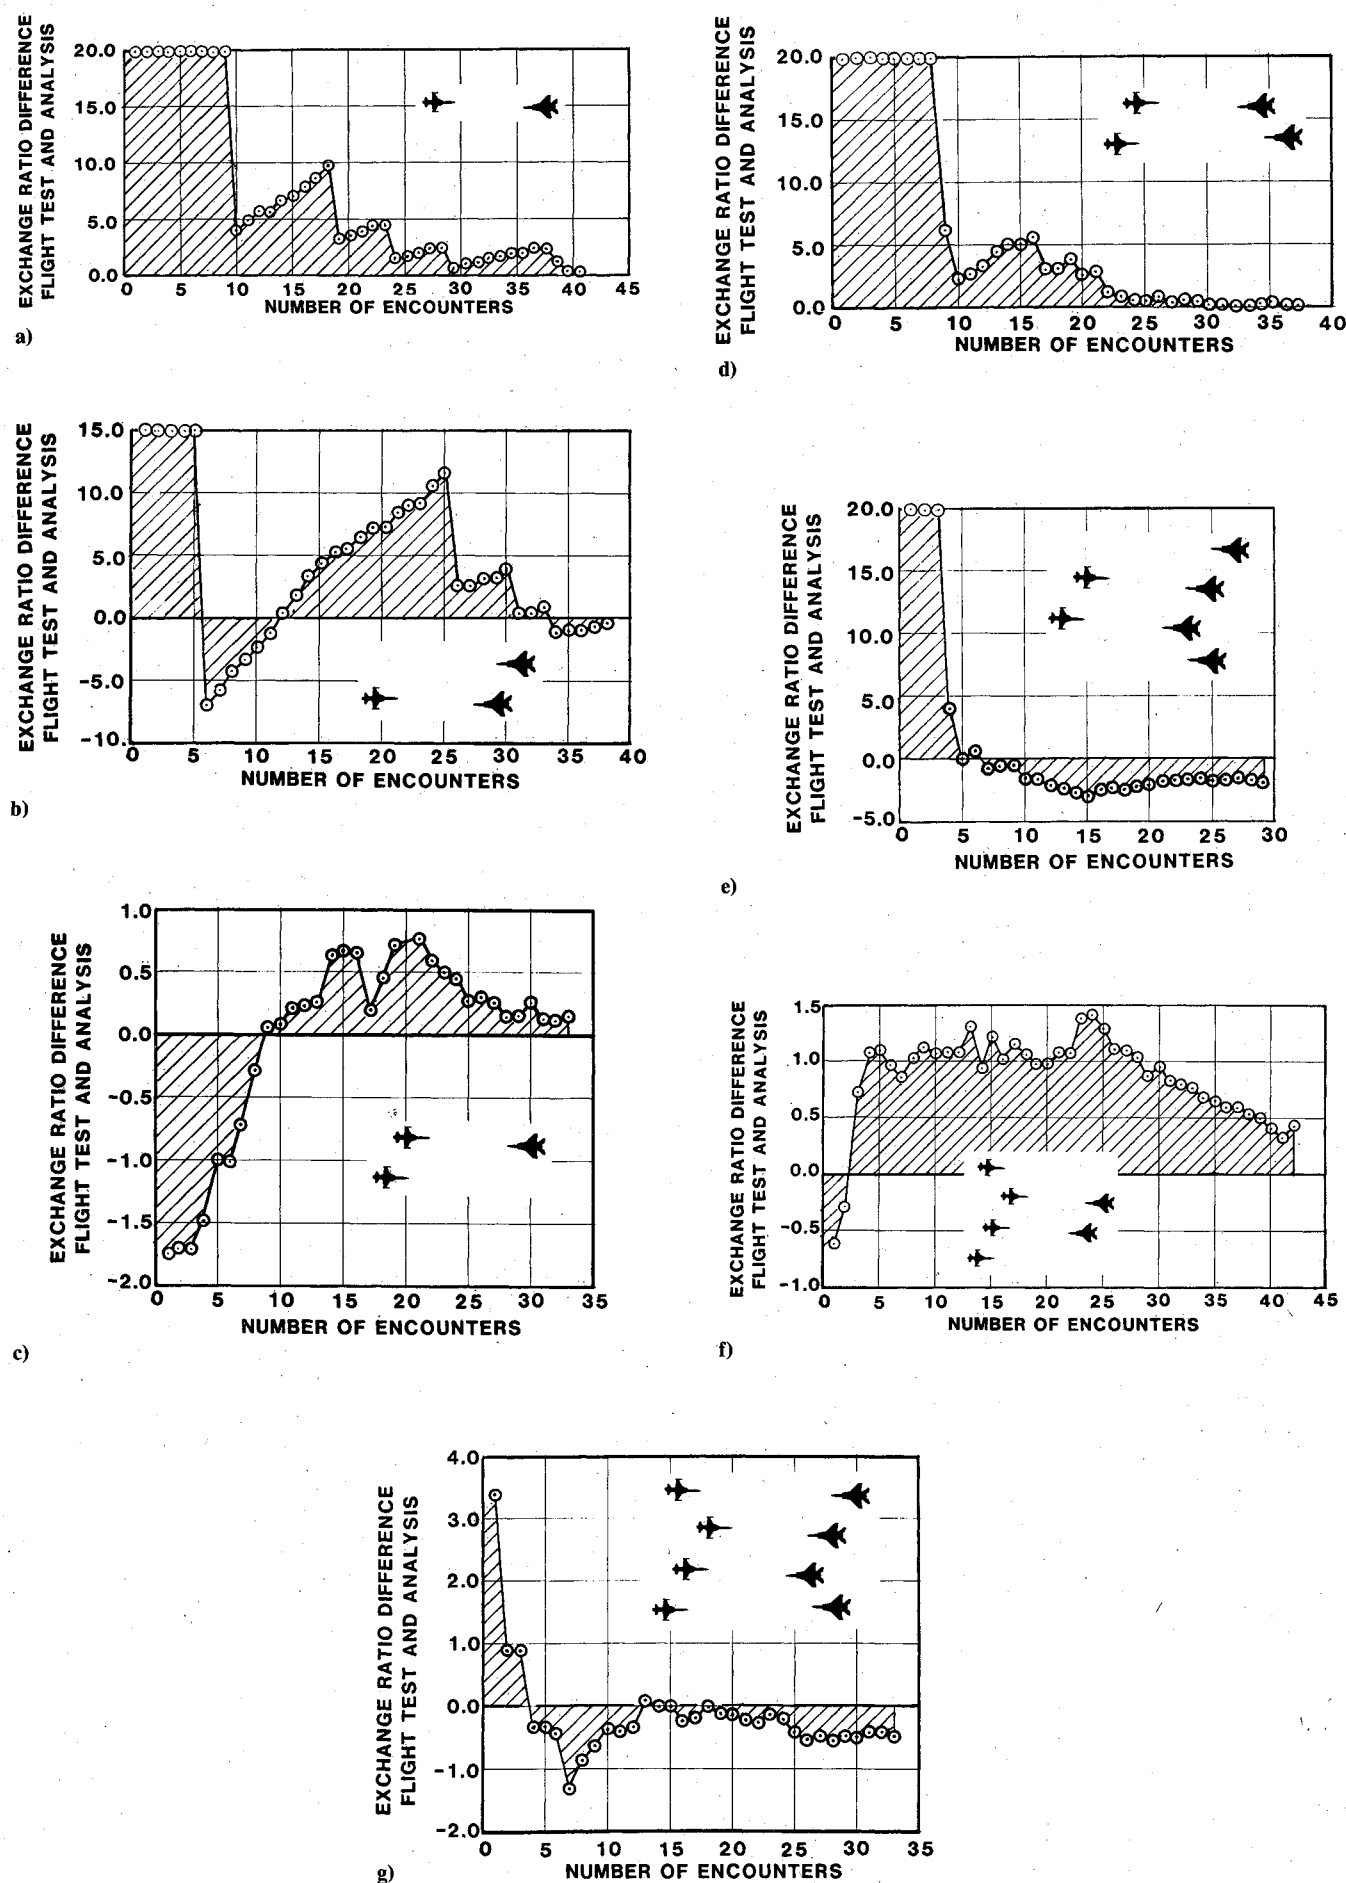 EXCHANGE RATIO DIFFERENCE
FLIGHT TEST AND ANALYSIS
20.0
15.0
10.0
5.0
0.0
0 5 10 15 20 25 30 35 40 45
NUMBER OF ENCOUNTERS
a)
EXCHANGE RATIO DIFFERENCE
FLIGHT TEST AND ANALYSIS
15.0
10.0
5.0
0.0
-5.0
-10.
0 5 10 15 20 25 30 35 40
NUMBER OF ENCOUNTERS
b)
EXCHANGE RATIO DIFFERENCE
FLIGHT TEST AND ANALYSIS
1.0
0.5
0.0
-0.5
-1.0
-1.5
-2.0
0 5 10 15 20 25 30 35
NUMBER OF ENCOUNTERS
c)
EXCHANGE RATIO DIFFERENCE
FLIGHT TEST AND ANALYSIS
20.0
15.0
10.0
5.0
0.0
0 5 10 15 20 25 30 35 40
NUMBER OF ENCOUNTERS
d)
EXCHANGE RATIO DIFFERENCE
FLIGHT TEST AND ANALYSIS
20.0
15.0
10.0
5.0
0.0
-5.0
0 5 10 15 20 25 30
NUMBER OF ENCOUNTERS
e)
EXCHANGE RATIO DIFFERENCE
FLIGHT TEST AND ANALYSIS
1.5
1.0
0.5
0.0
-0.5
-1.0
0 5 10 15 20 25 30 35 40 45
NUMBER OF ENCOUNTERS
f)
EXCHANGE RATIO DIFFERENCE
FLIGHT TEST AND ANALYSIS
4.0
3.0
2.0
1.0
0.0
-1.0
-2.0
0 5 10 15 20 25 30 35
NUMBER OF ENCOUNTERS
g)